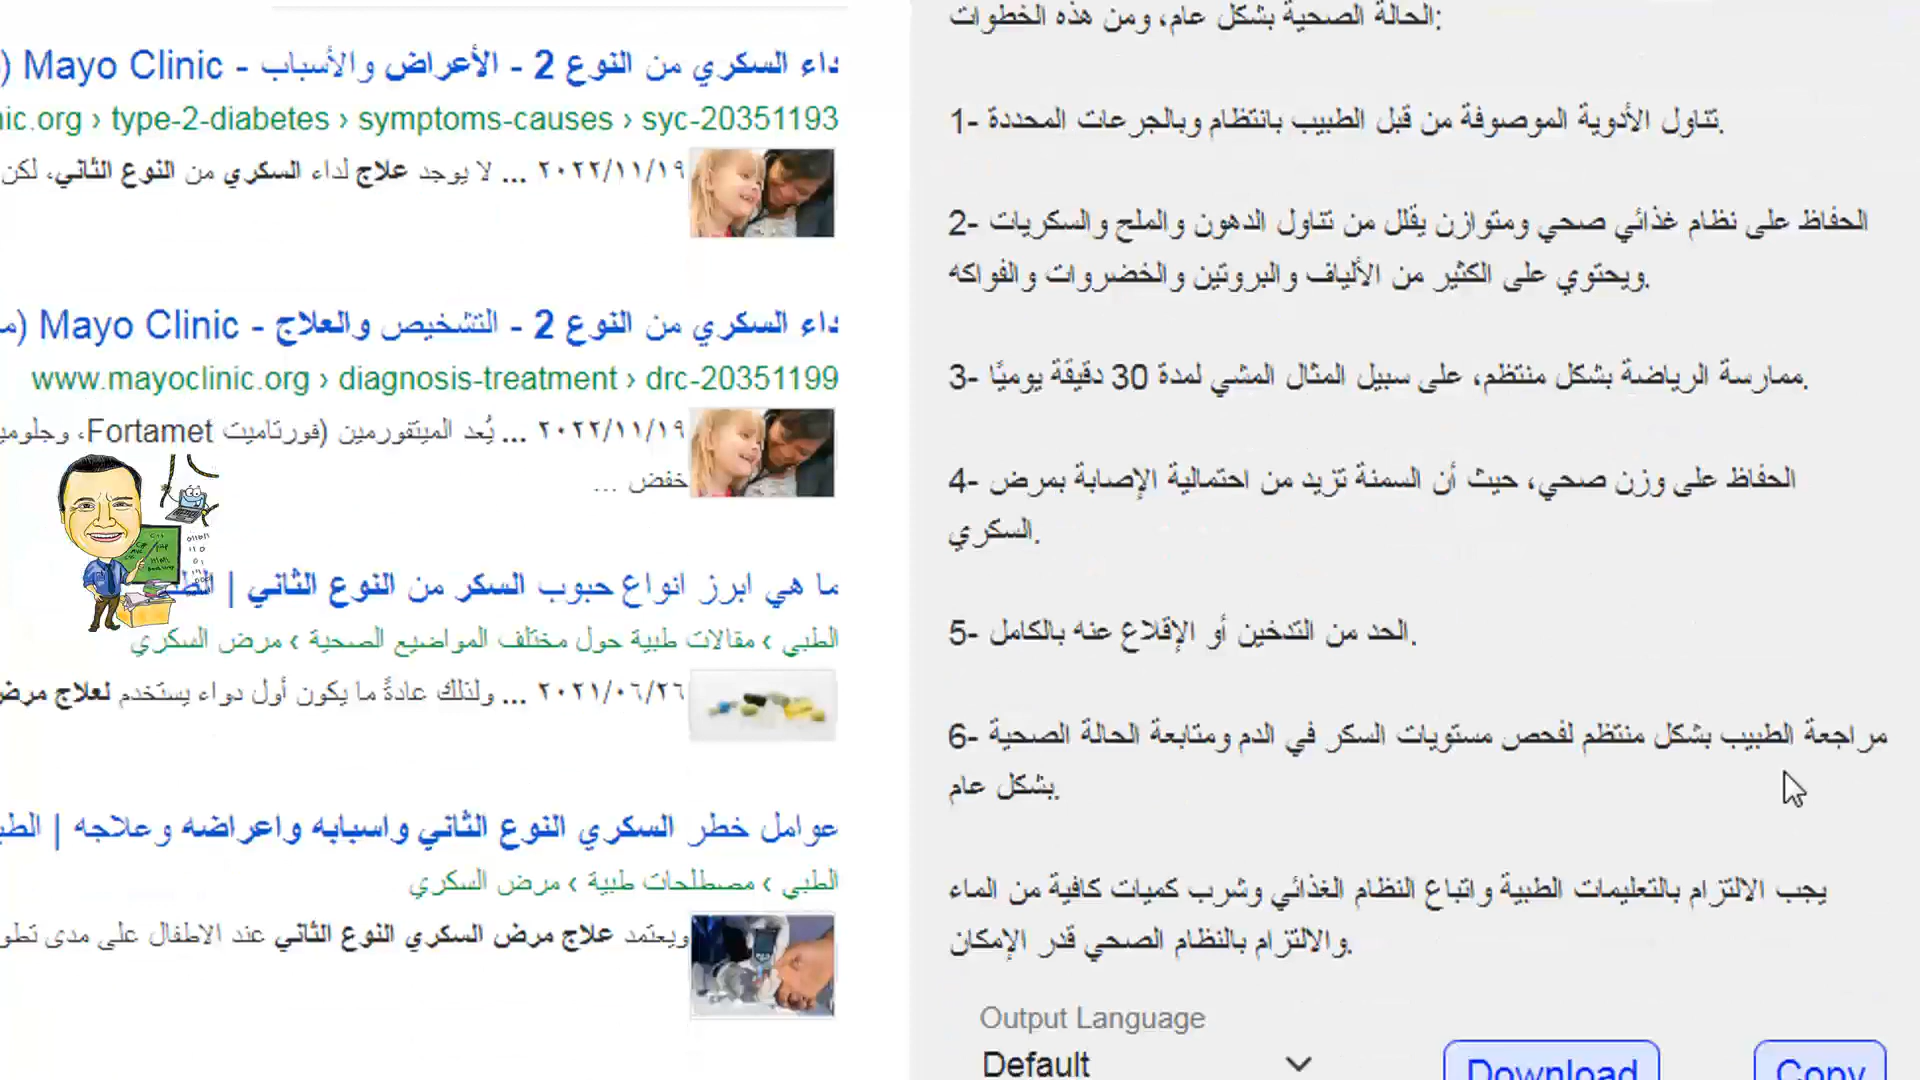 داء السكري من النوع 2 - الأعراض والأسباب - Mayo Clinic (
nic.org › type-2-diabetes › symptoms-causes › syc-20351193
٢٠٢٢/١١/١٩ ... لا يوجد علاج لداء السكري من النوع الثاني، لكن
داء السكري من النوع 2 - التشخيص والعلاج - Mayo Clinic (م
www.mayoclinic.org › diagnosis-treatment › drc-20351199
٢٠٢٢/١١/١٩ ... يُعد الميتفورمين (فورتاميت Fortamet، وجلومي
خفض ...
ما هي ابرز انواع حبوب السكر من النوع الثاني |
الطبي › مقالات طبية حول مختلف المواضيع الصحية › مرض السكري
٢٠٢١/٠٦/٢٦ ... ولذلك عادةً ما يكون أول دواء يستخدم لعلاج مرض
عوامل خطر السكري النوع الثاني واسبابه واعراضه وعلاجه | الطبي
الطبي › مصطلحات طبية › مرض السكري
ويعتمد علاج مرض السكري النوع الثاني عند الاطفال على مدى تطو
الحالة الصحية بشكل عام، ومن هذه الخطوات:
1- تناول الأدوية الموصوفة من قبل الطبيب بانتظام وبالجرعات المحددة.
2- الحفاظ على نظام غذائي صحي ومتوازن يقلل من تناول الدهون والملح والسكريات
ويحتوي على الكثير من الألياف والبروتين والخضروات والفواكه.
3- ممارسة الرياضة بشكل منتظم، على سبيل المثال المشي لمدة 30 دقيقة يوميًا.
4- الحفاظ على وزن صحي، حيث أن السمنة تزيد من احتمالية الإصابة بمرض
السكري.
5- الحد من التدخين أو الإقلاع عنه بالكامل.
6- مراجعة الطبيب بشكل منتظم لفحص مستويات السكر في الدم ومتابعة الحالة الصحية
بشكل عام.
يجب الالتزام بالتعليمات الطبية واتباع النظام الغذائي وشرب كميات كافية من الماء
والالتزام بالنظام الصحي قدر الإمكان.
Output Language
Default
Download
Copy